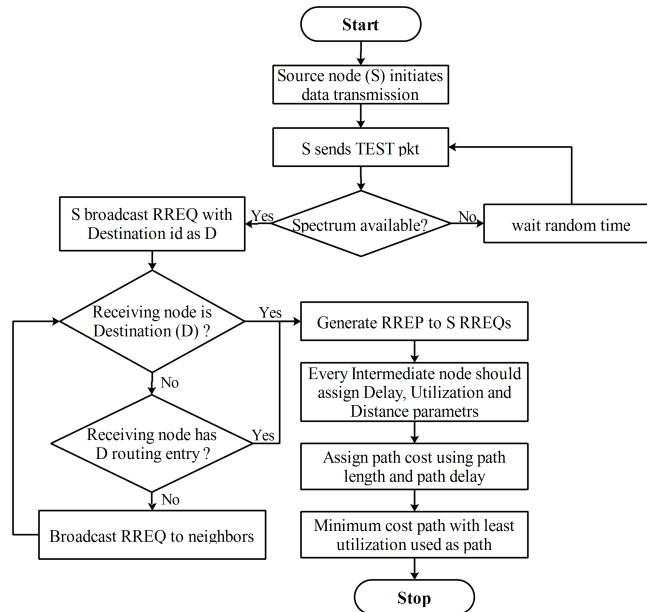 Start
Source node (S) initiates
data transmission
S sends TEST pkt
Spectrum available?
Yes
No
wait random time
S broadcast RREQ with
Destination id as D
Receiving node is
Destination (D) ?
Yes
No
Receiving node has
D routing entry ?
Yes
No
Broadcast RREQ to neighbors
Generate RREP to S RREQs
Every Intermediate node should
assign Delay, Utilization and
Distance parametrs
Assign path cost using path
length and path delay
Minimum cost path with least
utilization used as path
Stop